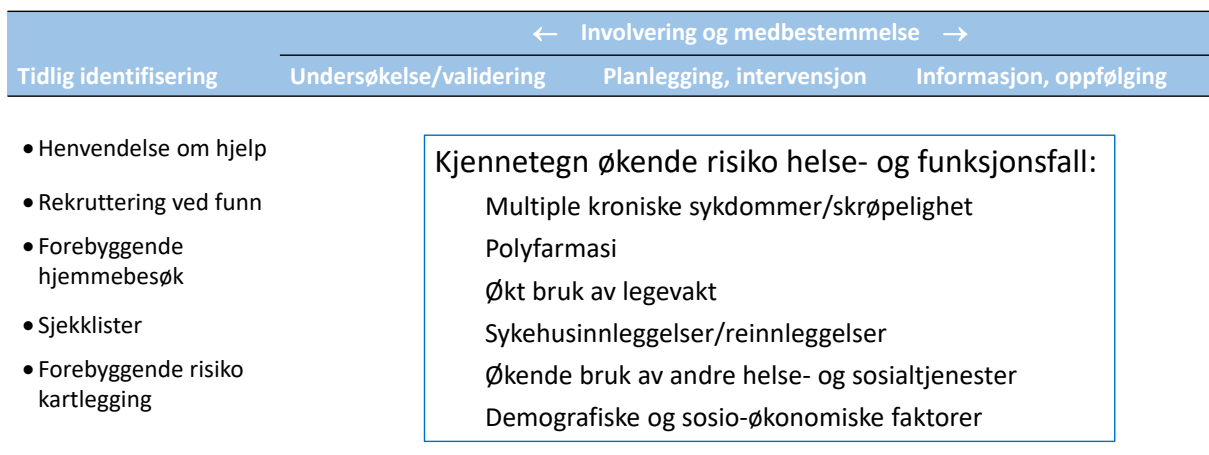 ← Involvering og medbestemmelse →
Tidlig identifisering Undersøkelse/validering Planlegging, intervensjon Informasjon, oppfølging
• Henvendelse om hjelp
• Rekruttering ved funn
• Forebyggende
hjemmebesøk
• Sjekklister
• Forebyggende risiko
kartlegging
Kjennetegn økende risiko helse- og funksjonsfall:
Multiple kroniske sykdommer/skrøpelighet
Polyfarmasi
Økt bruk av legevakt
Sykehusinnleggelser/reinnleggelser
Økende bruk av andre helse- og sosialtjenester
Demografiske og sosio-økonomiske faktorer